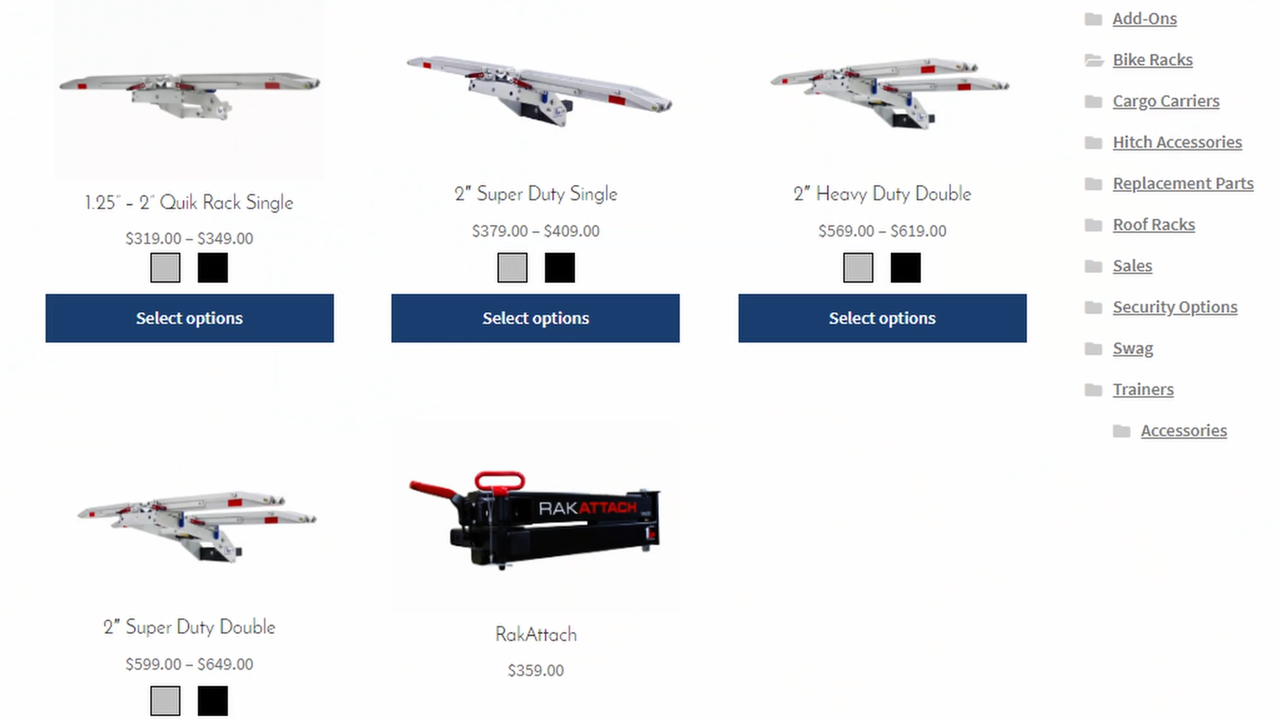 1.25” – 2” Quik Rack Single
$319.00 – $349.00
Select options
2″ Super Duty Single
$379.00 – $409.00
Select options
2″ Heavy Duty Double
$569.00 – $619.00
Select options
2″ Super Duty Double
$599.00 – $649.00
RAKATTACH
RakAttach
$359.00
Add-Ons
Bike Racks
Cargo Carriers
Hitch Accessories
Replacement Parts
Roof Racks
Sales
Security Options
Swag
Trainers
Accessories